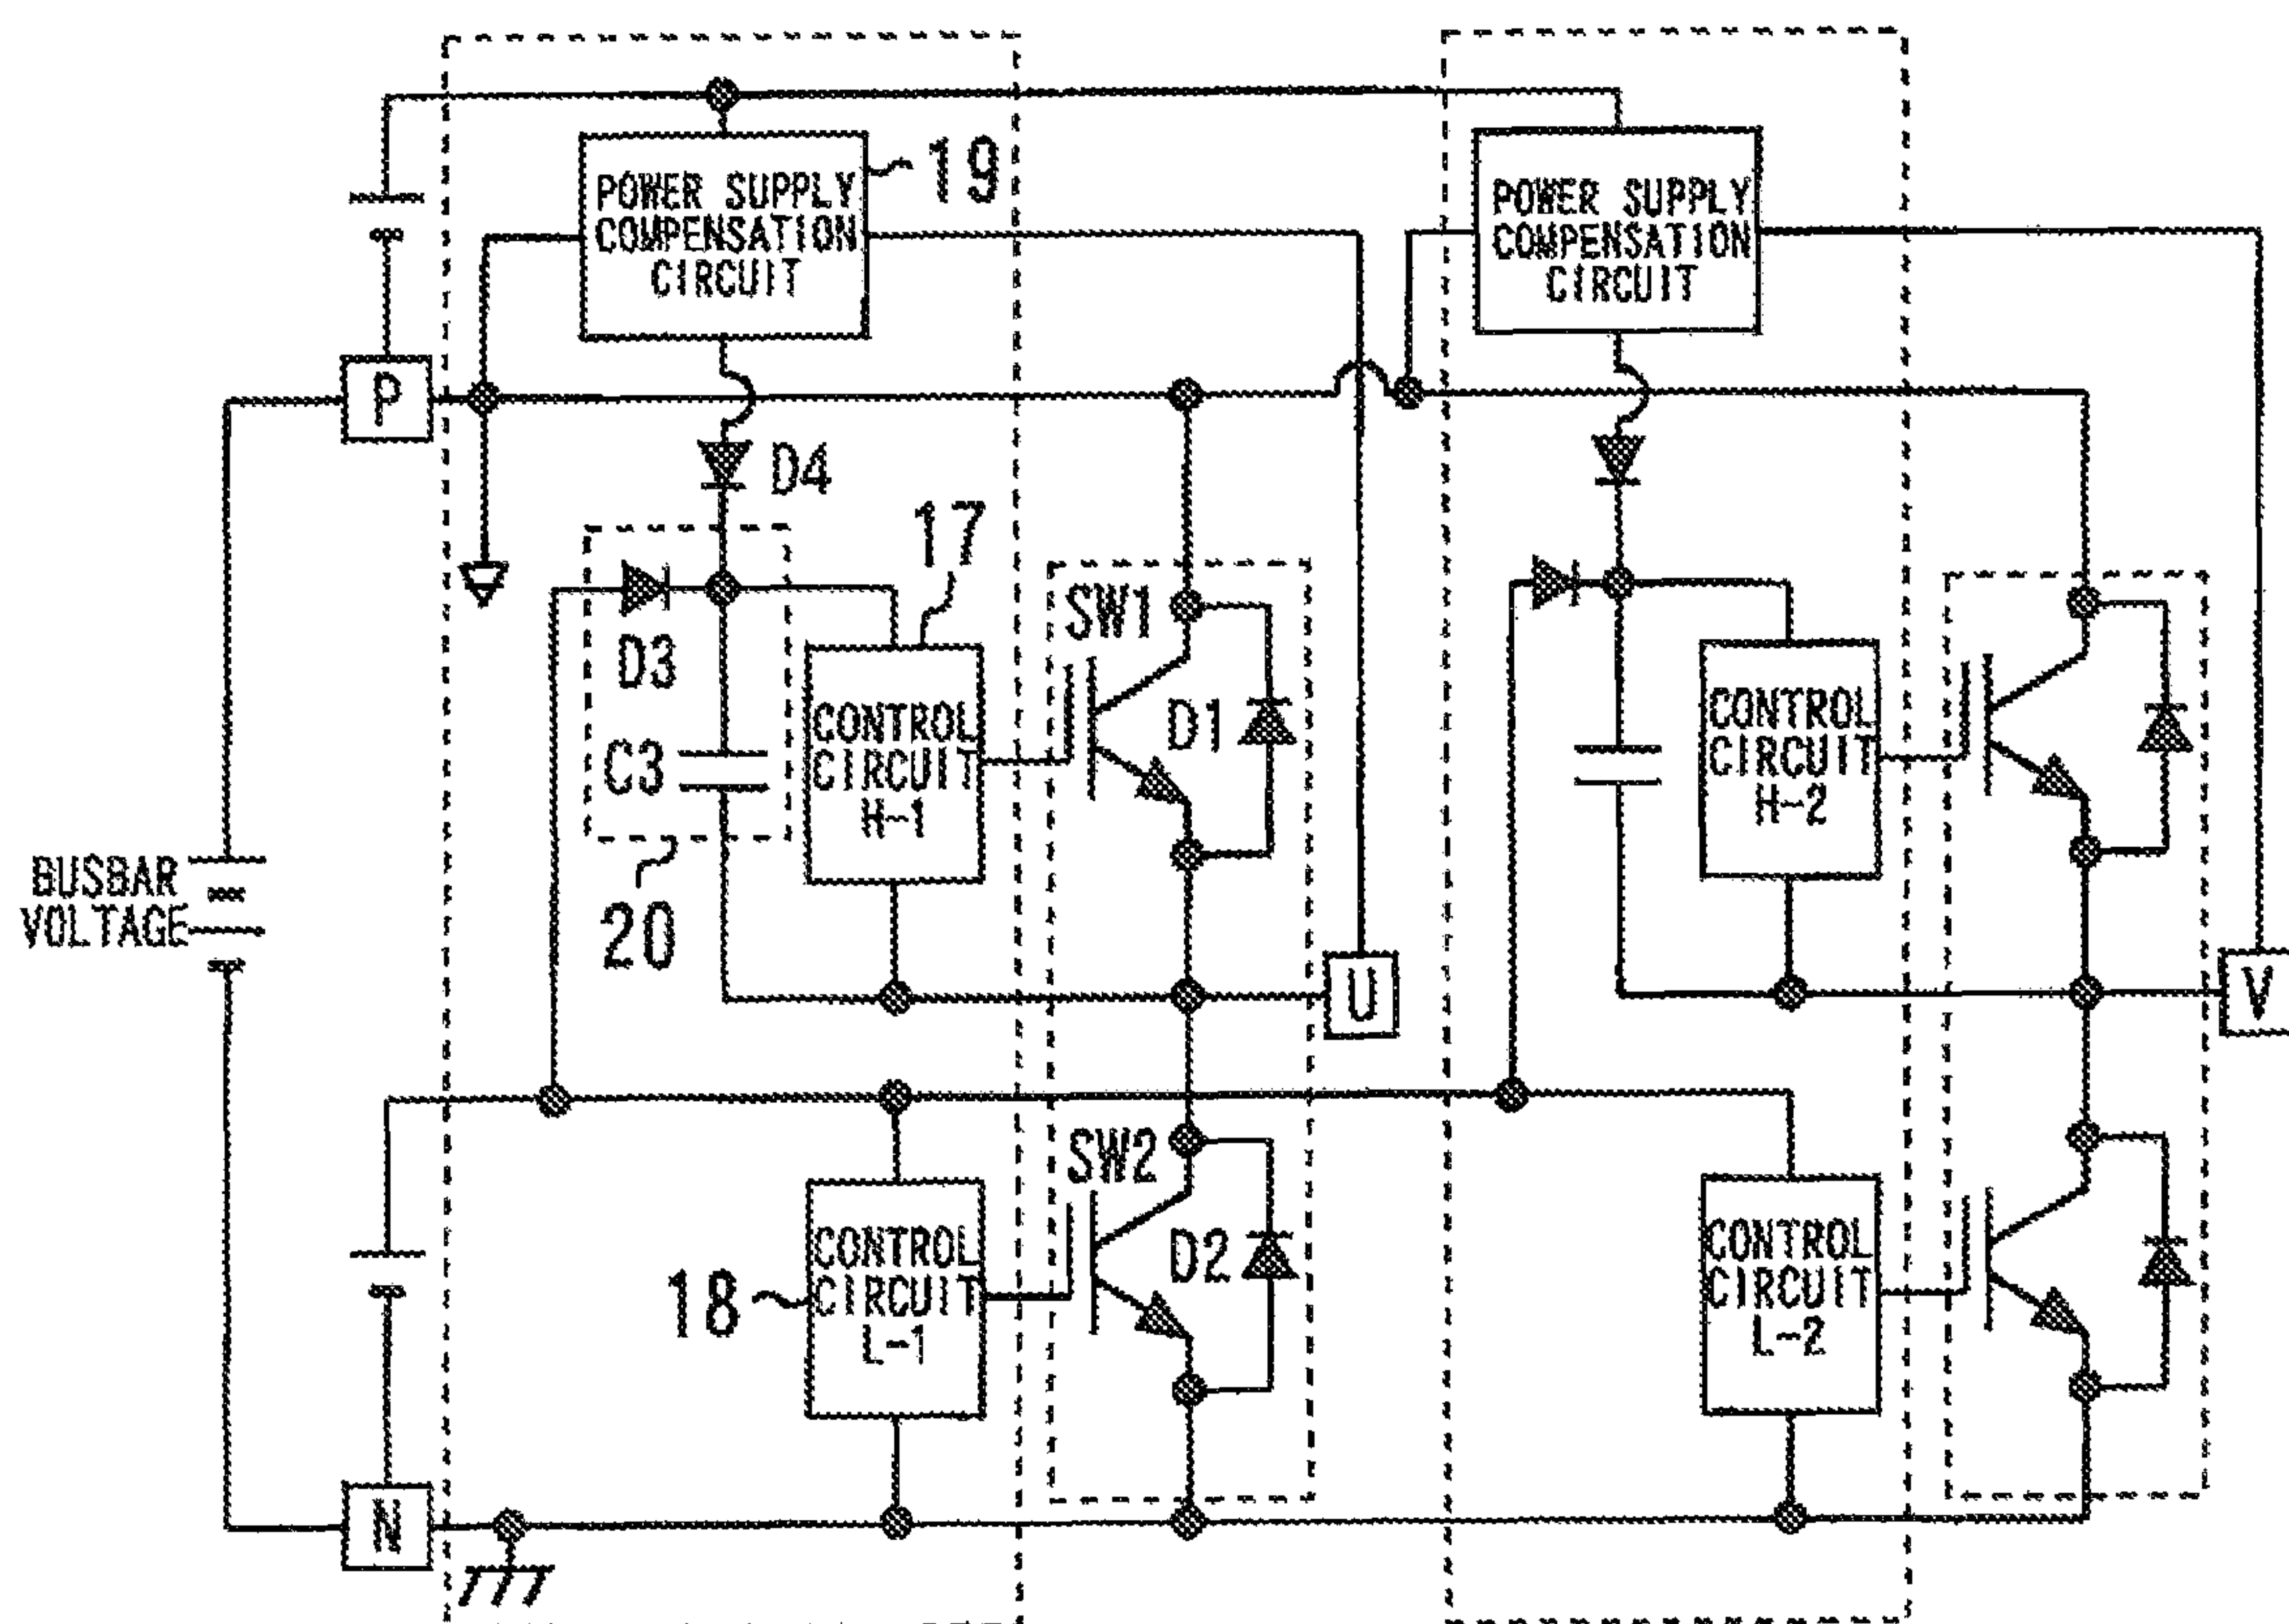 POWER SUPPLY
COMPENSATION
CIRCUIT
19
POWER SUPPLY
COMPENSATION
CIRCUIT
P
D4
17
D3
C3
20
CONTROL
CIRCUIT
H-1
SW1
D1
CONTROL
CIRCUIT
H-2
BUSBAR
VOLTAGE
U
V
18
CONTROL
CIRCUIT
L-1
SW2
D2
CONTROL
CIRCUIT
L-2
N